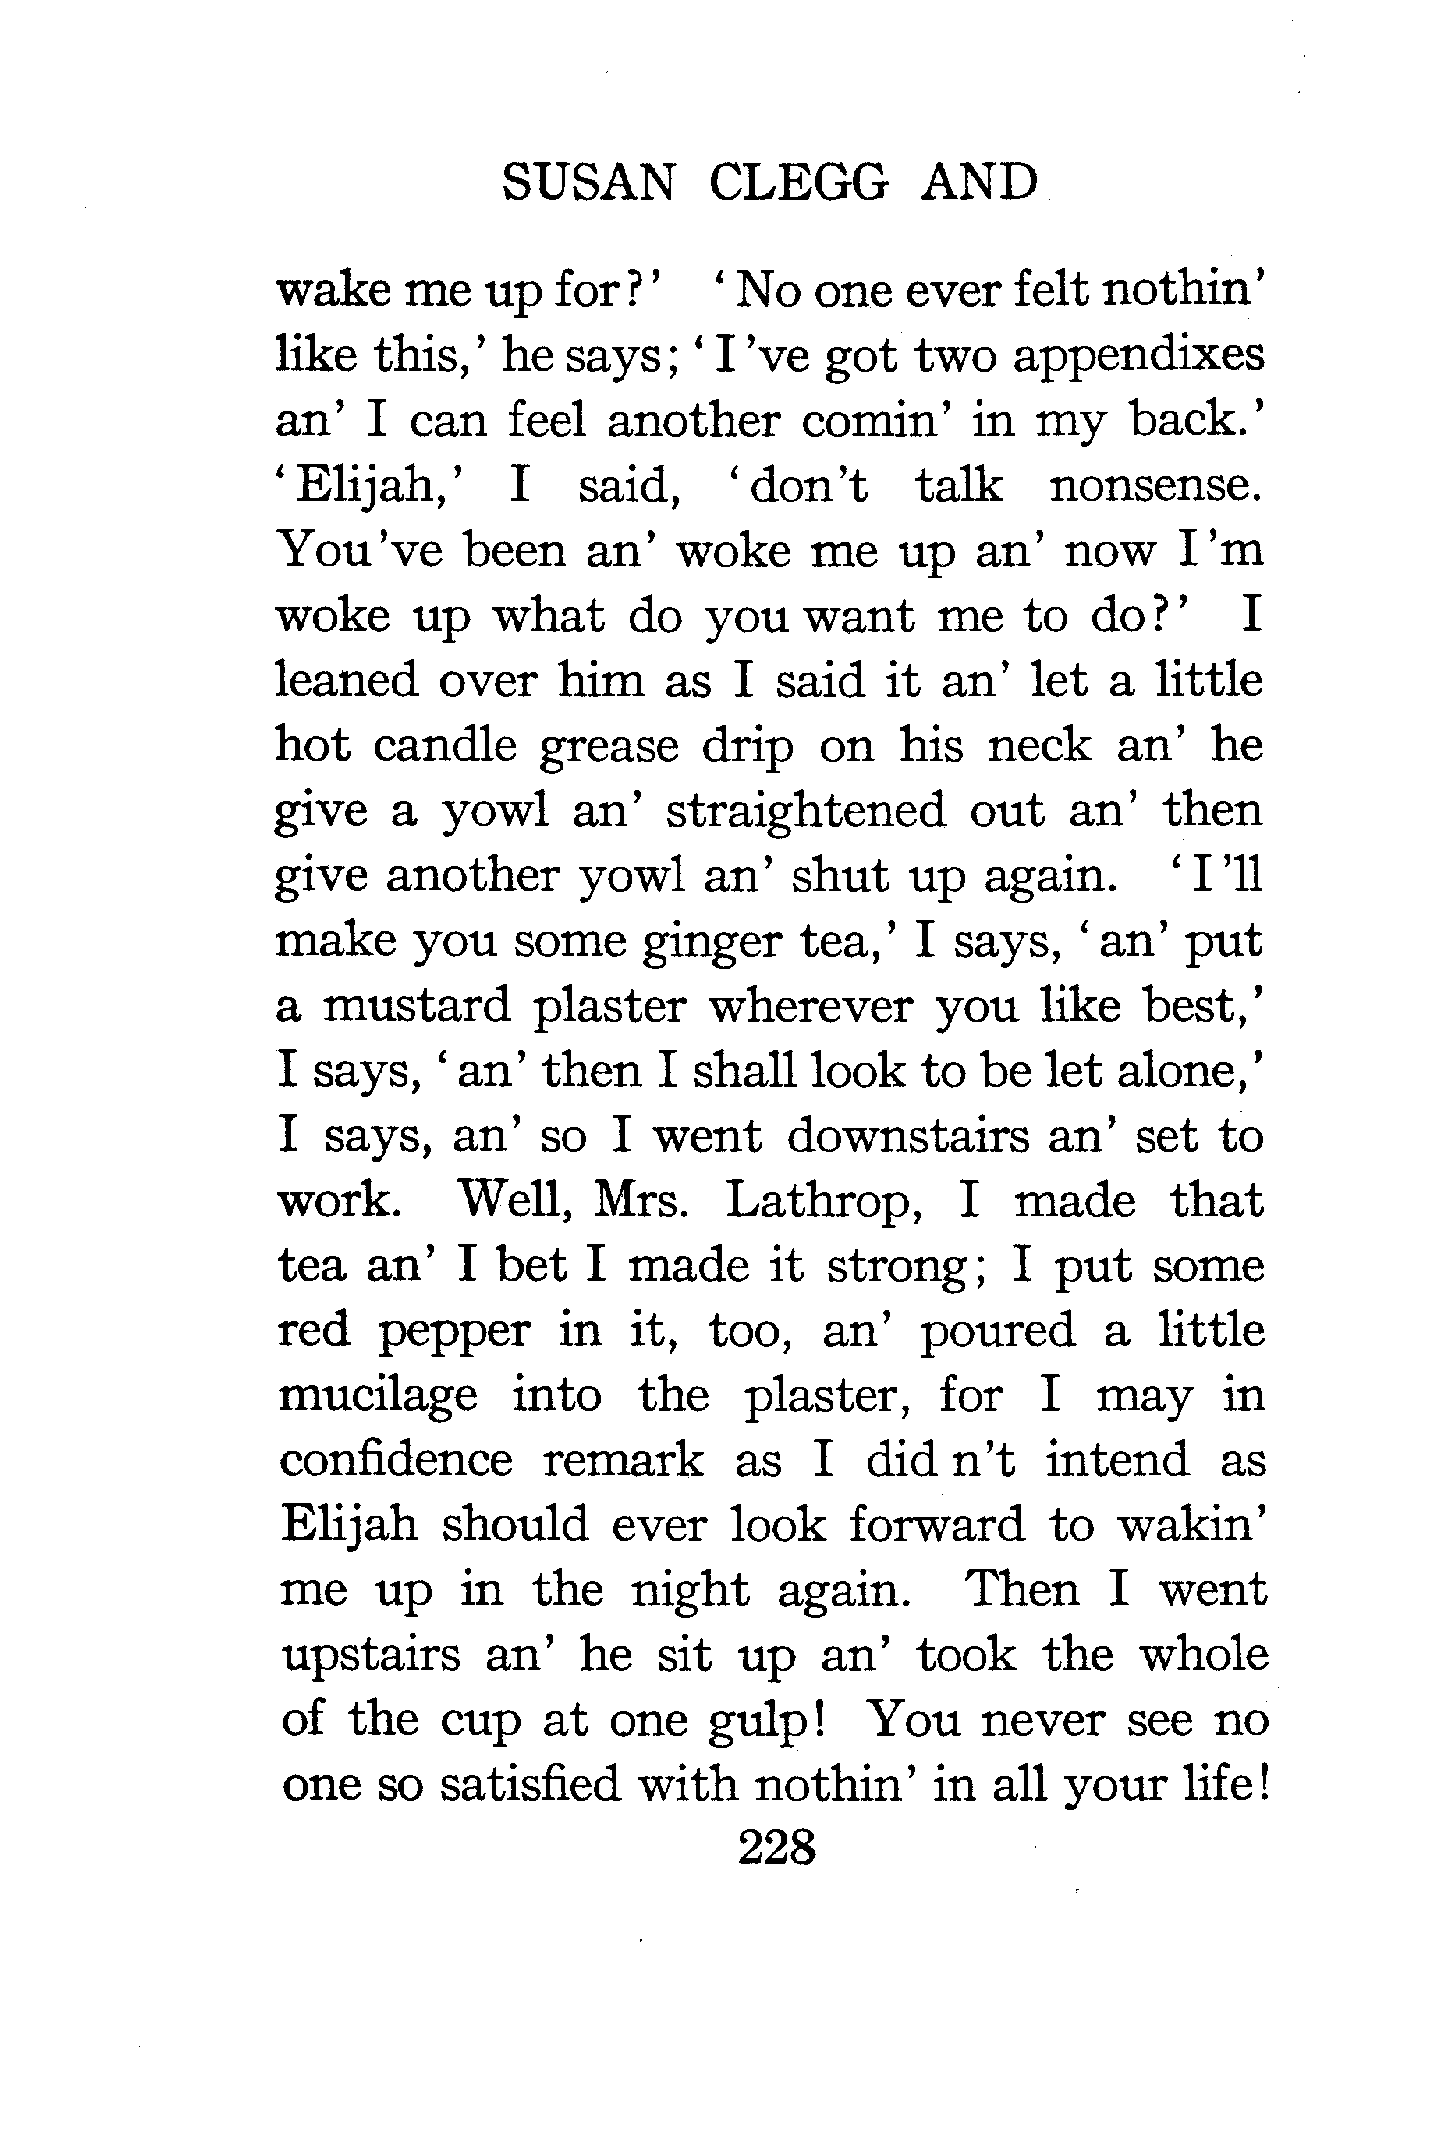 SUSAN CLEGG AND
wake me up for?' 'No one ever felt nothin'
like this,' he says; 'I 've got two appendixes
an' I can feel another comin' in my back.'
'Elijah,' I said, 'don't talk nonsense.
You 've been an' woke me up an' now I 'm
woke up what do you want me to do?' I
leaned over him as I said it an' let a little
hot candle grease drip on his neck an' he
give a yowl an' straightened out an' then
give another yowl an' shut up again. 'I 'll
make you some ginger tea,' I says, 'an' put
a mustard plaster wherever you like best,'
I says, 'an' then I shall look to be let alone,'
I says, an' so I went downstairs an' set to
work. Well, Mrs. Lathrop, I made that
tea an' I bet I made it strong; I put some
red pepper in it, too, an' poured a little
mucilage into the plaster, for I may in
confidence remark as I did n't intend as
Elijah should ever look forward to wakin'
me up in the night again. Then I went
upstairs an' he sit up an' took the whole
of the cup at one gulp! You never see no
one so satisfied with nothin' in all your life!
228